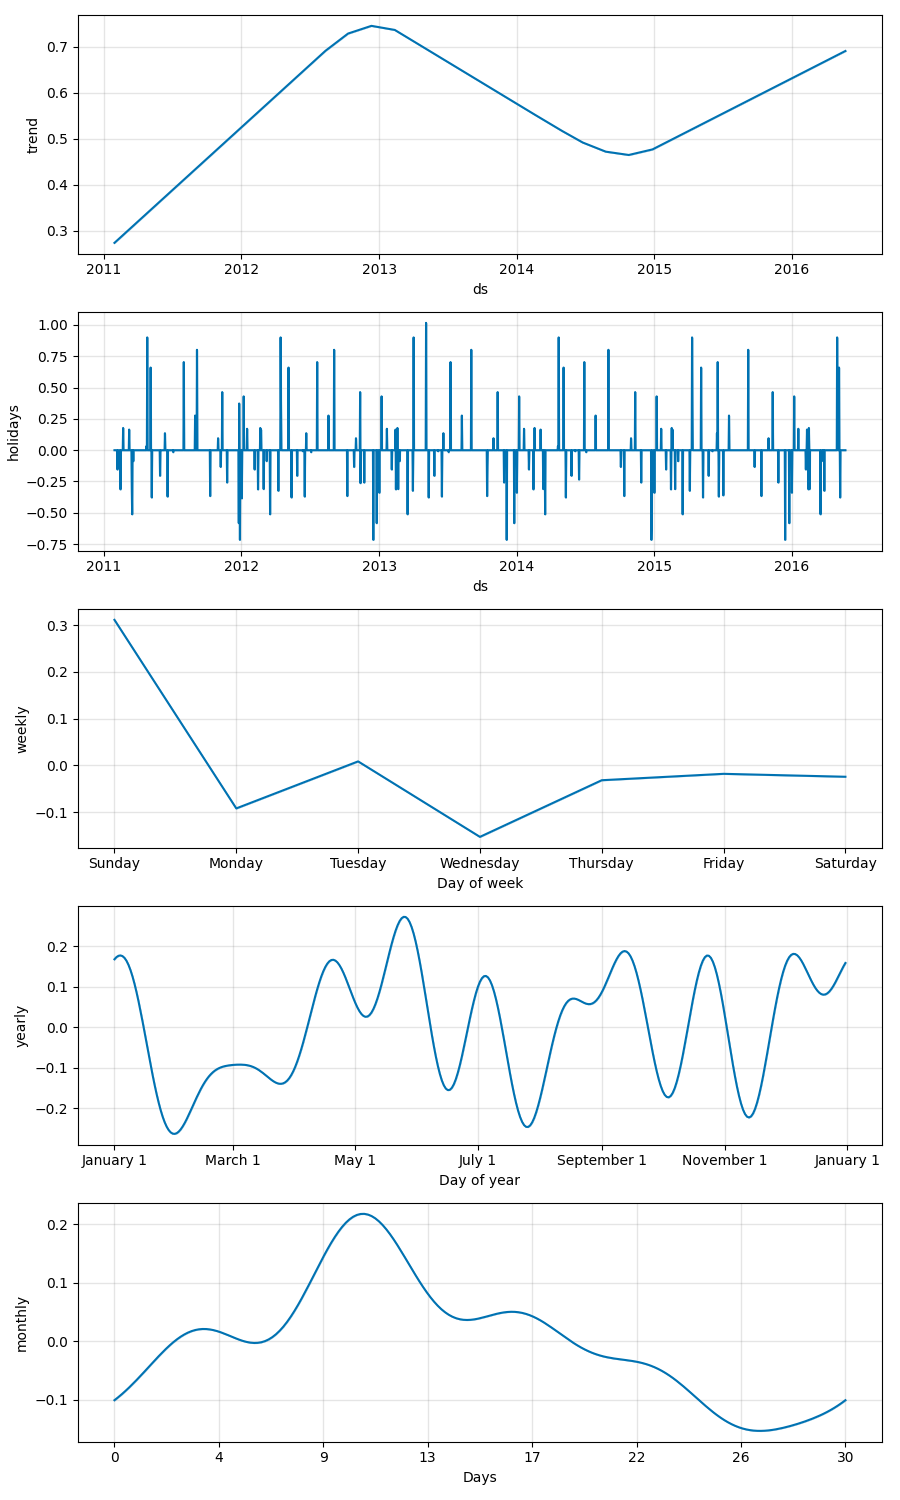 0.7
0.6
0.5
0.4
0.3
trend
2011 2012 2013 2014 2015 2016
ds
1.00
0.75
0.50
0.25
0.00
−0.25
−0.50
−0.75
holidays
2011 2012 2013 2014 2015 2016
ds
0.3
0.2
0.1
0.0
−0.1
weekly
Sunday Monday Tuesday Wednesday Thursday Friday Saturday
Day of week
0.2
0.1
0.0
−0.1
−0.2
yearly
January 1 March 1 May 1 July 1 September 1 November 1 January 1
Day of year
0.2
0.1
0.0
−0.1
monthly
0 4 9 13 17 22 26 30
Days